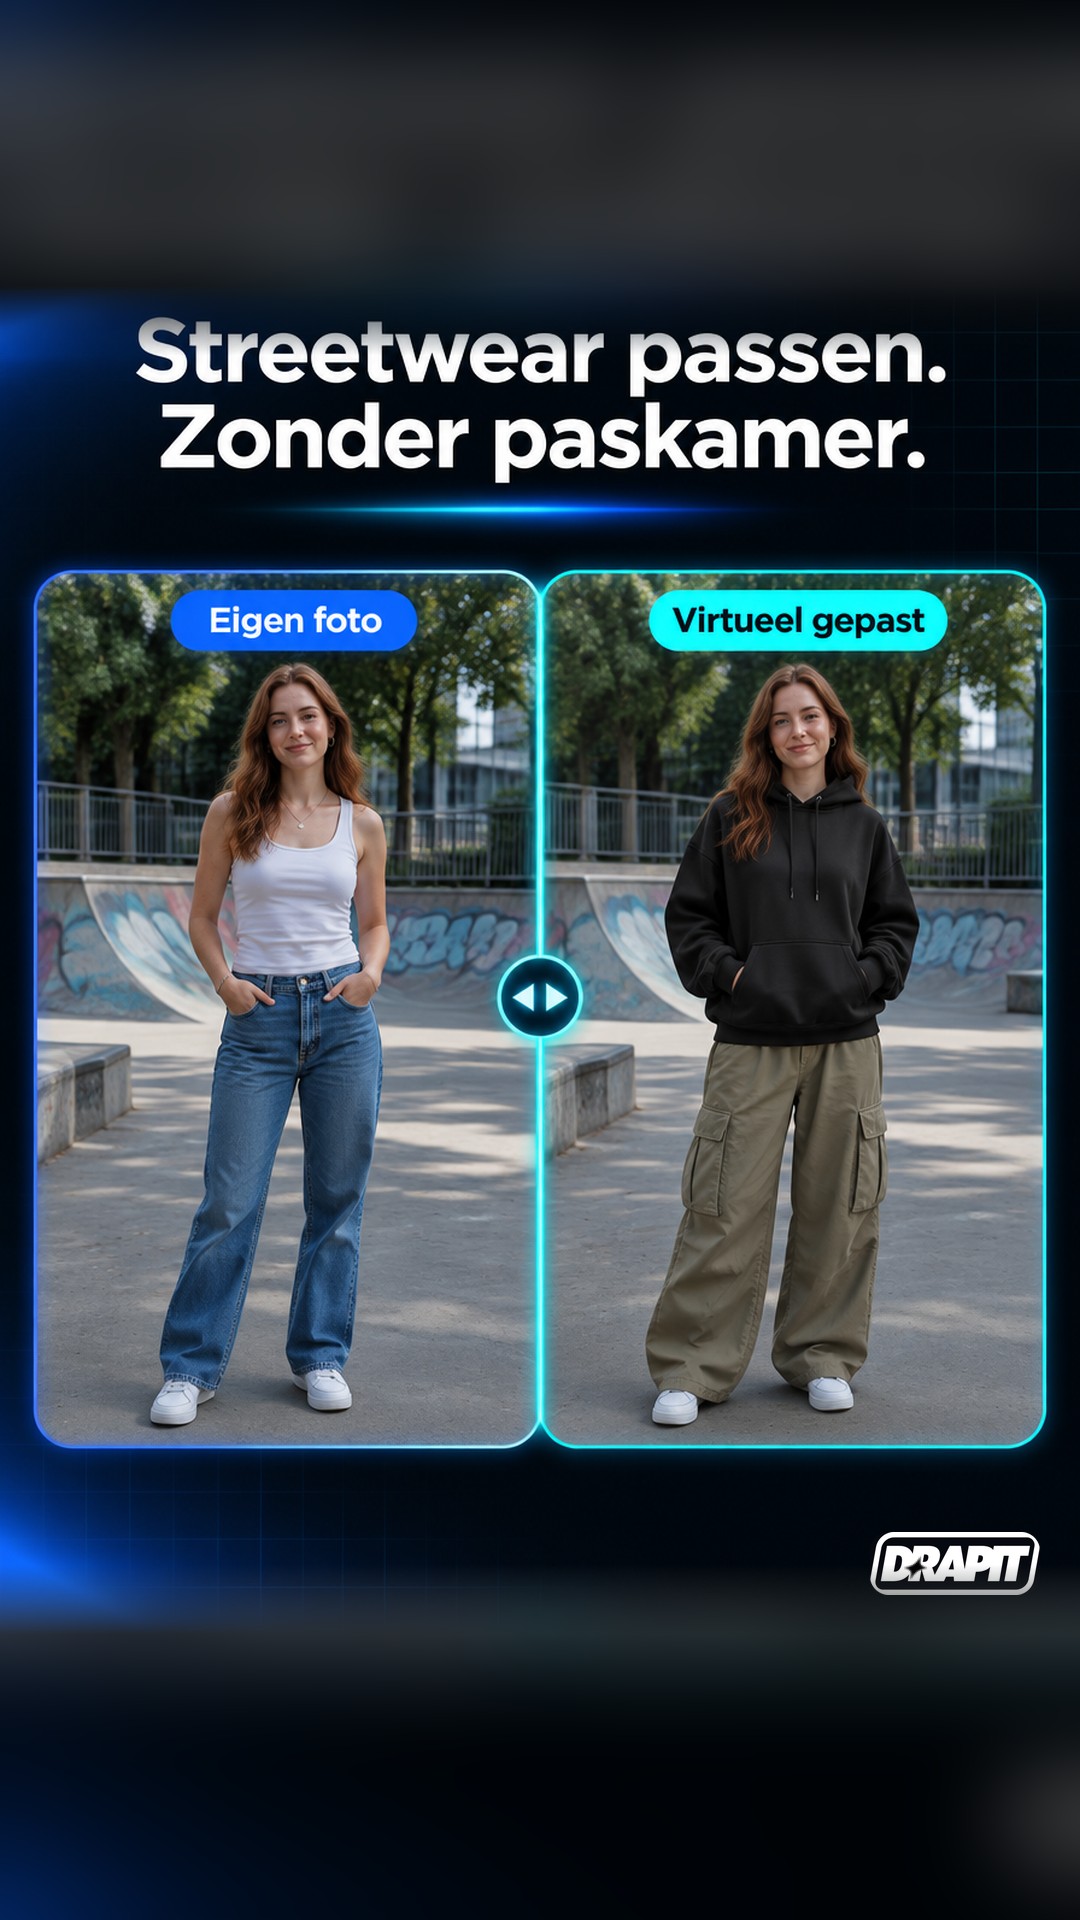 Streetwear passen.
Zonder paskamer.
Eigen foto
Virtueel gepast
DRAPIT